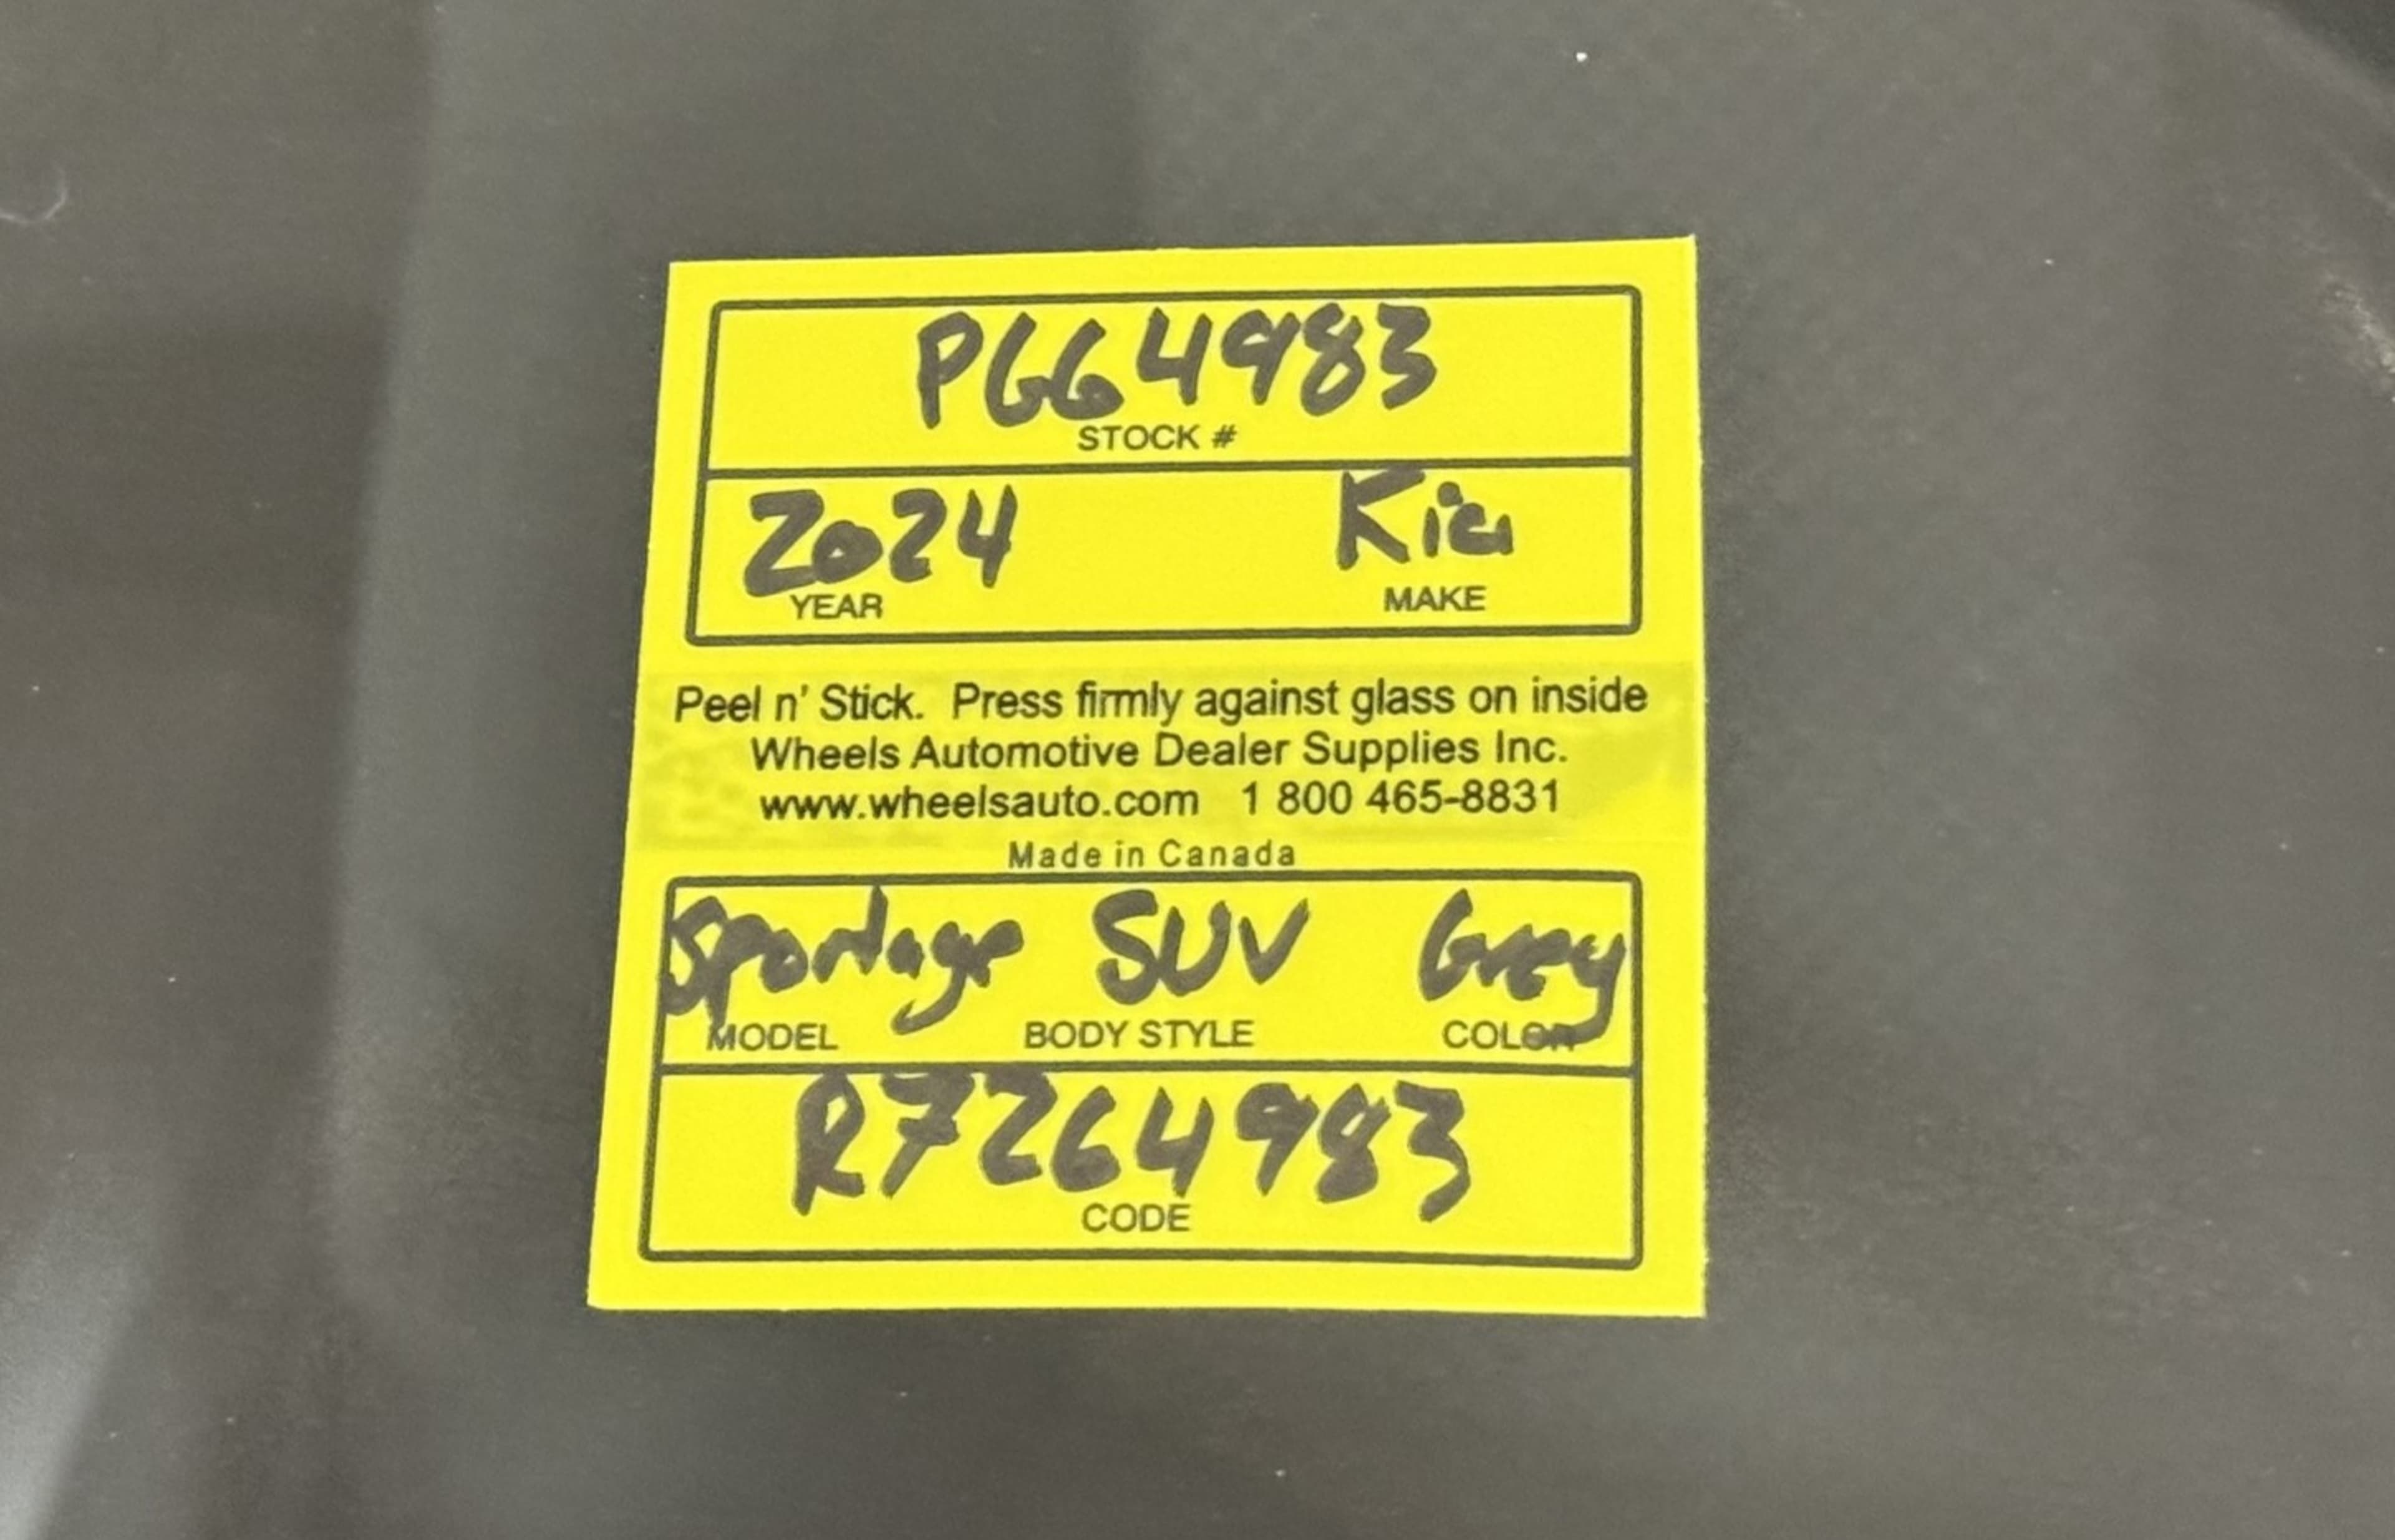 PG64983
STOCK #
2024 Kia
YEAR MAKE
Peel n' Stick. Press firmly against glass on inside
Wheels Automotive Dealer Supplies Inc.
www.wheelsauto.com 1 800 465-8831
Made in Canada
Sportage SUV Grey
MODEL BODY STYLE COLOR
R7264983
CODE